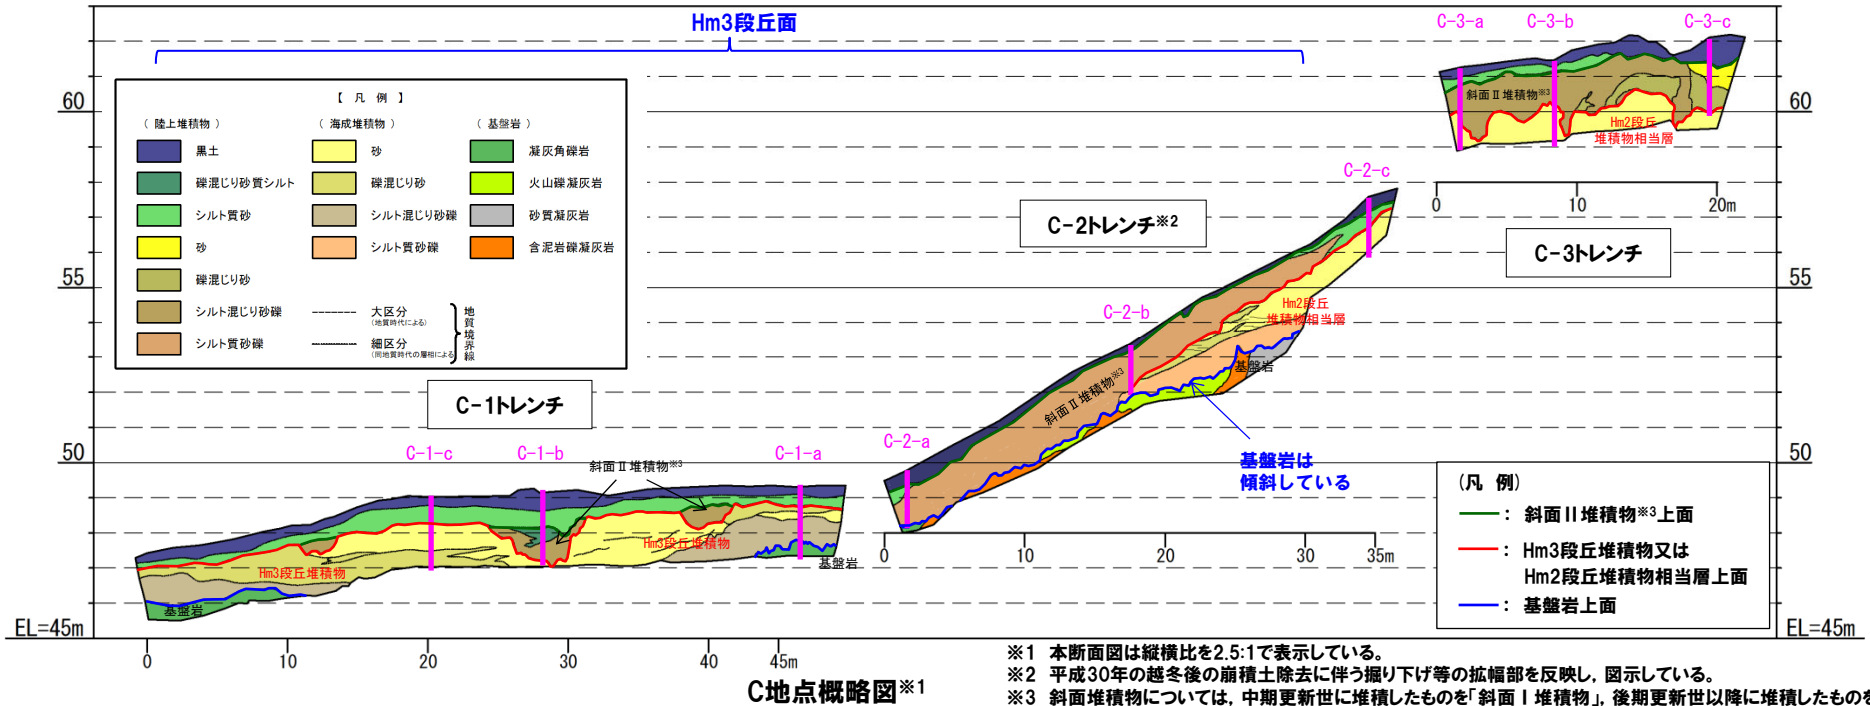 Hm3段丘面
C-3-a C-3-b C-3-c
【 凡 例 】
（ 陸上堆積物 ） （ 海成堆積物 ） （ 基盤岩 ）
黒土 砂 凝灰角礫岩
礫混じり砂質シルト 礫混じり砂 火山礫凝灰岩
シルト質砂 シルト混じり砂礫 砂質凝灰岩
砂 シルト質砂礫 含泥岩礫凝灰岩
礫混じり砂
シルト混じり砂礫 大区分
(地質時代による)
シルト質砂礫 細区分
(同地質時代の層相による)
地質境界線
60 60
斜面Ⅱ堆積物※3
Hm2段丘
堆積物相当層
0 10 20m
C-3トレンチ
C-2-c
C-2トレンチ※2
55 55
C-2-b
Hm2段丘
堆積物相当層
基盤岩
斜面Ⅱ堆積物※3
C-1トレンチ
C-2-a
基盤岩は
傾斜している
0 10 20 30 35m
50 50
C-1-c C-1-b C-1-a
斜面Ⅱ堆積物※3
Hm3段丘堆積物
Hm3段丘堆積物
基盤岩
基盤岩
(凡 例)
： 斜面Ⅱ堆積物※3上面
： Hm3段丘堆積物又は
Hm2段丘堆積物相当層上面
： 基盤岩上面
EL=45m EL=45m
0 10 20 30 40 45m
C地点概略図※1
※1 本断面図は縦横比を2.5:1で表示している。
※2 平成30年の越冬後の崩積土除去に伴う掘り下げ等の拡幅部を反映し，図示している。
※3 斜面堆積物については，中期更新世に堆積したものを「斜面Ⅰ堆積物」，後期更新世以降に堆積したものを